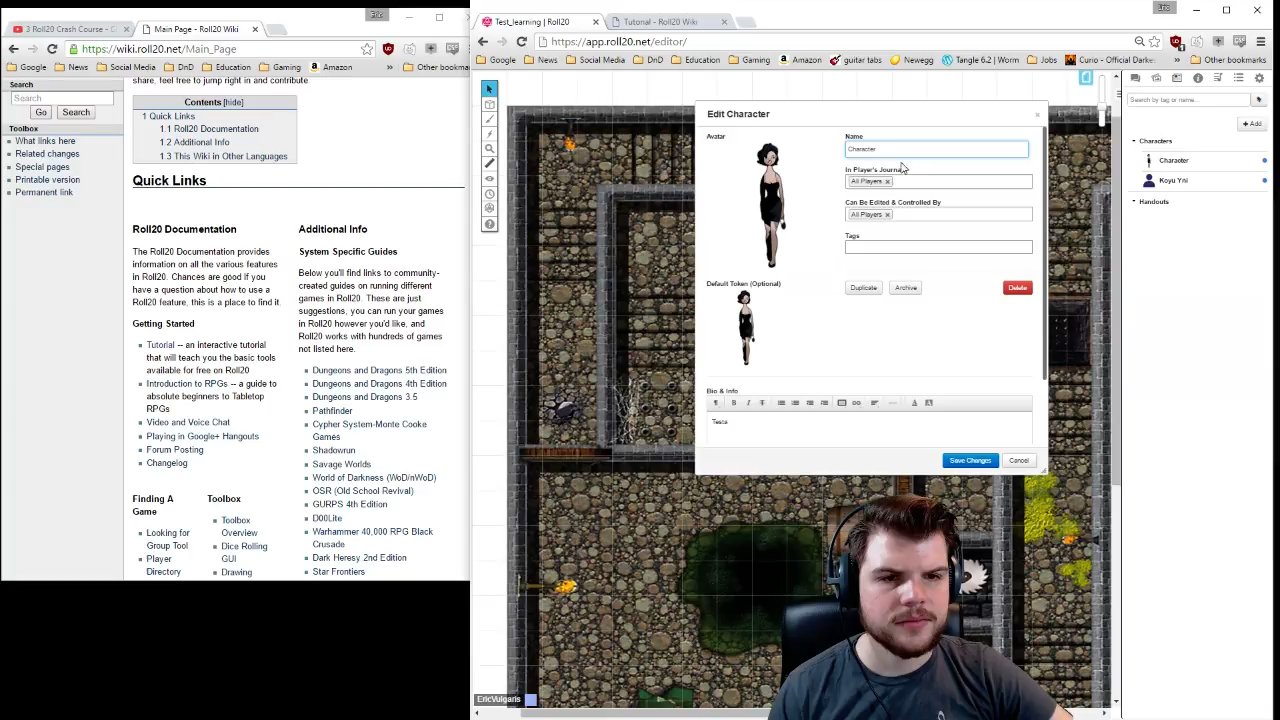 Eric
3 Roll20 Crash Course - C
Main Page - Roll20 Wiki
https://wiki.roll20.net/Main_Page
Google
News
Social Media
DnD
Education
Gaming
Amazon
Other bookmar
share, feel free to jump right in and contribute.
Search
Go
Search
Toolbox
What links here
Related changes
Special pages
Printable version
Permanent link
Contents [hide]
1 Quick Links
1.1 Roll20 Documentation
1.2 Additional Info
1.3 This Wiki in Other Languages
Quick Links
Roll20 Documentation
The Roll20 Documentation provides
information on all the various features
in Roll20. Chances are good if you
have a question about how to use a
Roll20 feature, this is a place to find it.
Getting Started
Tutorial -- an interactive tutorial
that will teach you the basic tools
available for free on Roll20
Introduction to RPGs -- a guide to
absolute beginners to Tabletop
RPGs
Video and Voice Chat
Playing in Google+ Hangouts
Forum Posting
Changelog
Finding A
Game
Looking for
Group Tool
Player
Directory
Toolbox
Toolbox
Overview
Dice Rolling
GUI
Drawing
Additional Info
System Specific Guides
Below you'll find links to community-
created guides on running different
games in Roll20. These are just
suggestions, you can run your games
in Roll20 however you'd like, and
Roll20 works with hundreds of games
not listed here.
Dungeons and Dragons 5th Edition
Dungeons and Dragons 4th Edition
Dungeons and Dragons 3.5
Pathfinder
Cypher System-Monte Cooke
Games
Shadowrun
Savage Worlds
World of Darkness (WoD/nWoD)
OSR (Old School Revival)
GURPS 4th Edition
D00Lite
Warhammer 40,000 RPG Black
Crusade
Dark Heresy 2nd Edition
Star Frontiers
Eric
Test_learning | Roll20
Tutorial - Roll20 Wiki
https://app.roll20.net/editor/
Google
News
Social Media
DnD
Education
Gaming
Amazon
guitar tabs
Newegg
Tangle 6.2 | Worm
Jobs
Curio - Official Darke:
Other bookmarks
Edit Character
Avatar
Name
Character
In Player's Journa
All Players ×
Can Be Edited & Controlled By
All Players ×
Tags
Default Token (Optional)
Duplicate
Archive
Delete
Bio & Info
Save Changes
Cancel
Search by tag or name...
+ Add
Characters
Character
Koyu Yni
Handouts
EricVulgaris